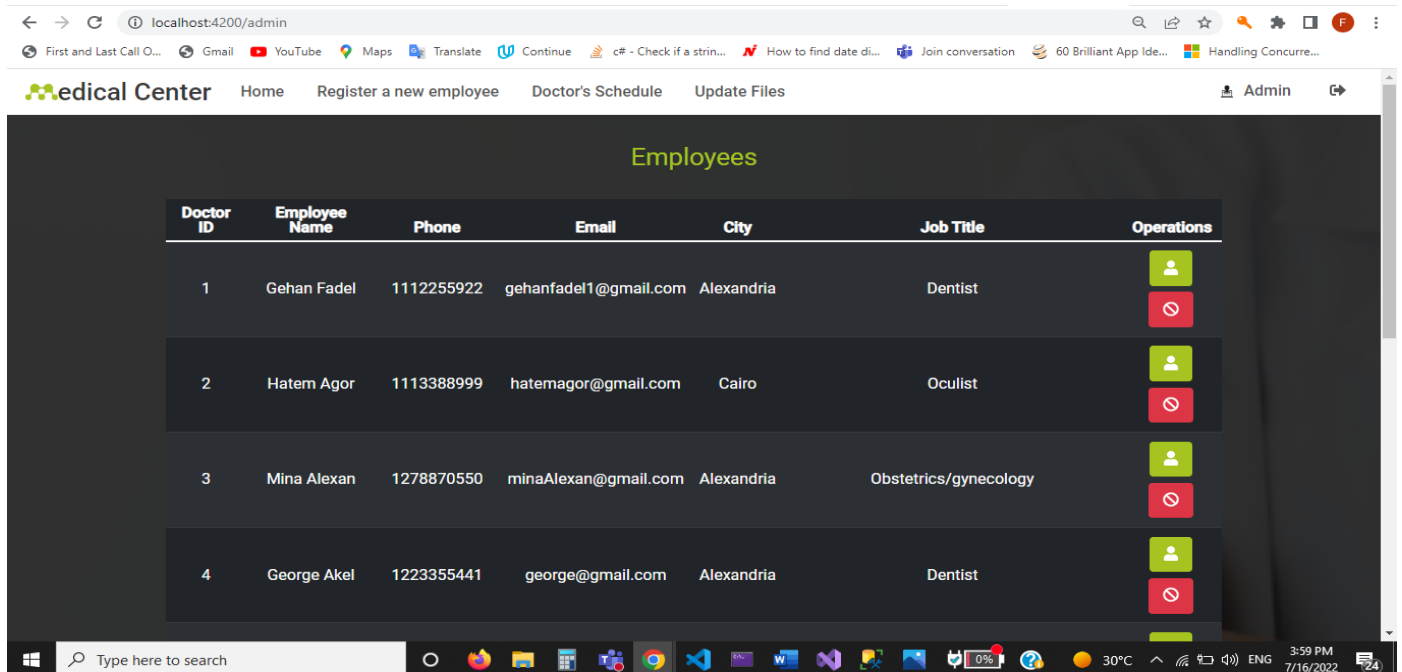 localhost:4200/admin
First and Last Call O... Gmail YouTube Maps Translate Continue c# - Check if a strin... How to find date di... Join conversation 60 Brilliant App Ide... Handling Concurre...
edical Center Home Register a new employee Doctor's Schedule Update Files Admin
Employees
Doctor ID Employee Name Phone Email City Job Title Operations
1 Gehan Fadel 1112255922 gehanfadel1@gmail.com Alexandria Dentist
2 Hatem Agor 1113388999 hatemagor@gmail.com Cairo Oculist
3 Mina Alexan 1278870550 minaAlexan@gmail.com Alexandria Obstetrics/gynecology
4 George Akel 1223355441 george@gmail.com Alexandria Dentist
Type here to search 0% 30°C ENG 3:59 PM
7/16/2022 24